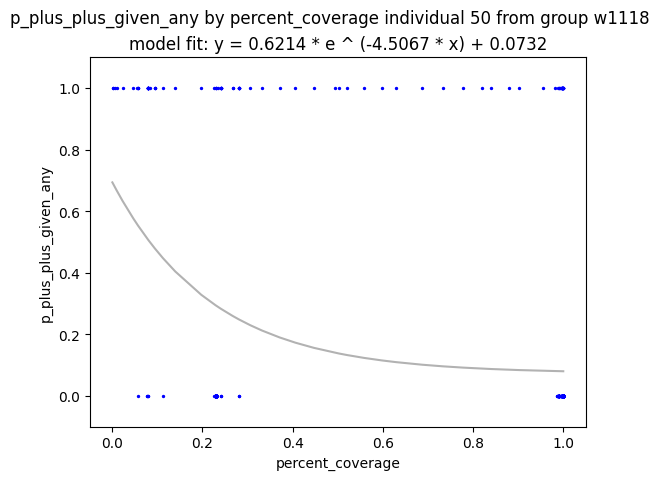 p_plus_plus_given_any by percent_coverage individual 50 from group w1118
model fit: y = 0.6214 * e ^ (-4.5067 * x) + 0.0732
1.0
0.8
0.6
0.4
0.2
0.0
p_plus_plus_given_any
0.0 0.2 0.4 0.6 0.8 1.0
percent_coverage